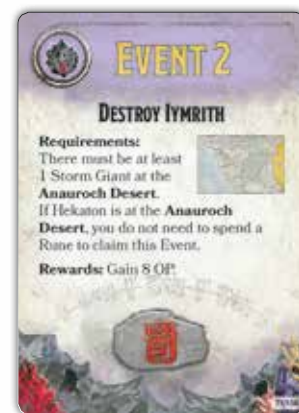 EVENT 2
DESTROY IYMRITH
Requirements:
There must be at least
1 Storm Giant at the
Anauroch Desert.
If Hekaton is at the Anauroch
Desert, you do not need to spend a
Rune to claim this Event.
Rewards: Gain 8 OP.